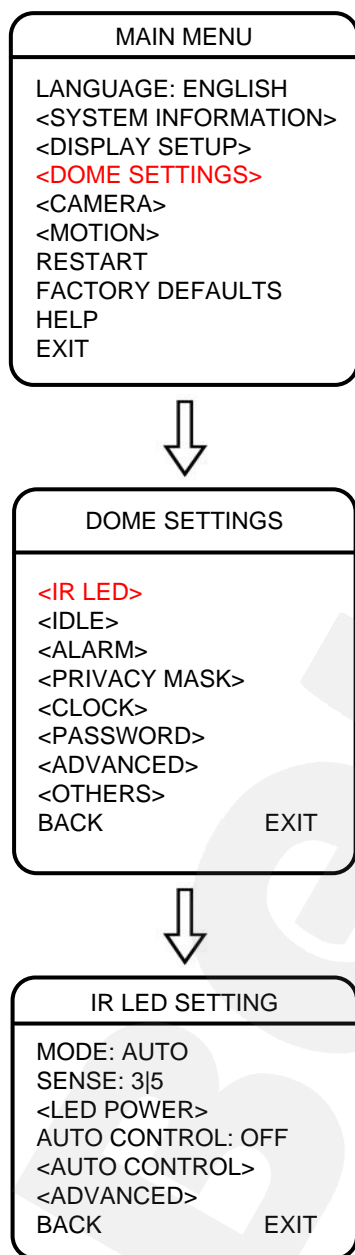 MAIN MENU
LANGUAGE: ENGLISH
<SYSTEM INFORMATION>
<DISPLAY SETUP>
<DOME SETTINGS>
<CAMERA>
<MOTION>
RESTART
FACTORY DEFAULTS
HELP
EXIT
DOME SETTINGS
<IR LED>
<IDLE>
<ALARM>
<PRIVACY MASK>
<CLOCK>
<PASSWORD>
<ADVANCED>
<OTHERS>
BACK EXIT
IR LED SETTING
MODE: AUTO
SENSE: 3|5
<LED POWER>
AUTO CONTROL: OFF
<AUTO CONTROL>
<ADVANCED>
BACK EXIT